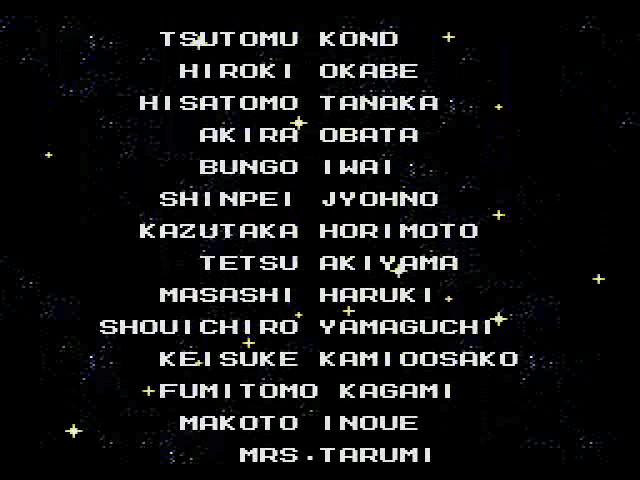 TSUTOMU KOND
HIROKI OKABE
HISATOMO TANAKA
AKIRA OBATA
BUNGO IWAI
SHINPEI JYOHNO
KAZUTAKA HORIMOTO
TETSU AKIYAMA
MASASHI HARUKI
SHOUICHIRO YAMAGUCHI
KEISUKE KAMIOOSAKO
FUMITOMO KAGAMI
MAKOTO INOUE
MRS.TARUMI